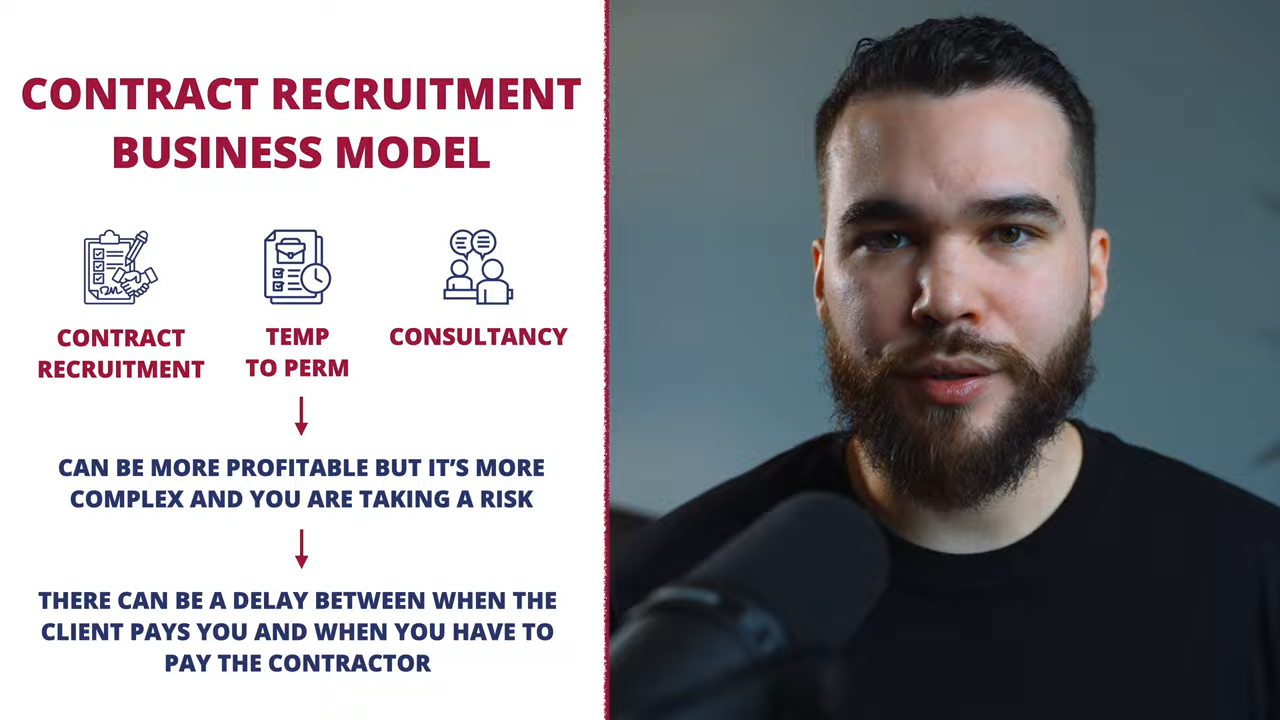 CONTRACT RECRUITMENT
BUSINESS MODEL
CONTRACT
RECRUITMENT
TEMP
TO PERM
CONSULTANCY
CAN BE MORE PROFITABLE BUT IT'S MORE
COMPLEX AND YOU ARE TAKING A RISK
THERE CAN BE A DELAY BETWEEN WHEN THE
CLIENT PAYS YOU AND WHEN YOU HAVE TO
PAY THE CONTRACTOR